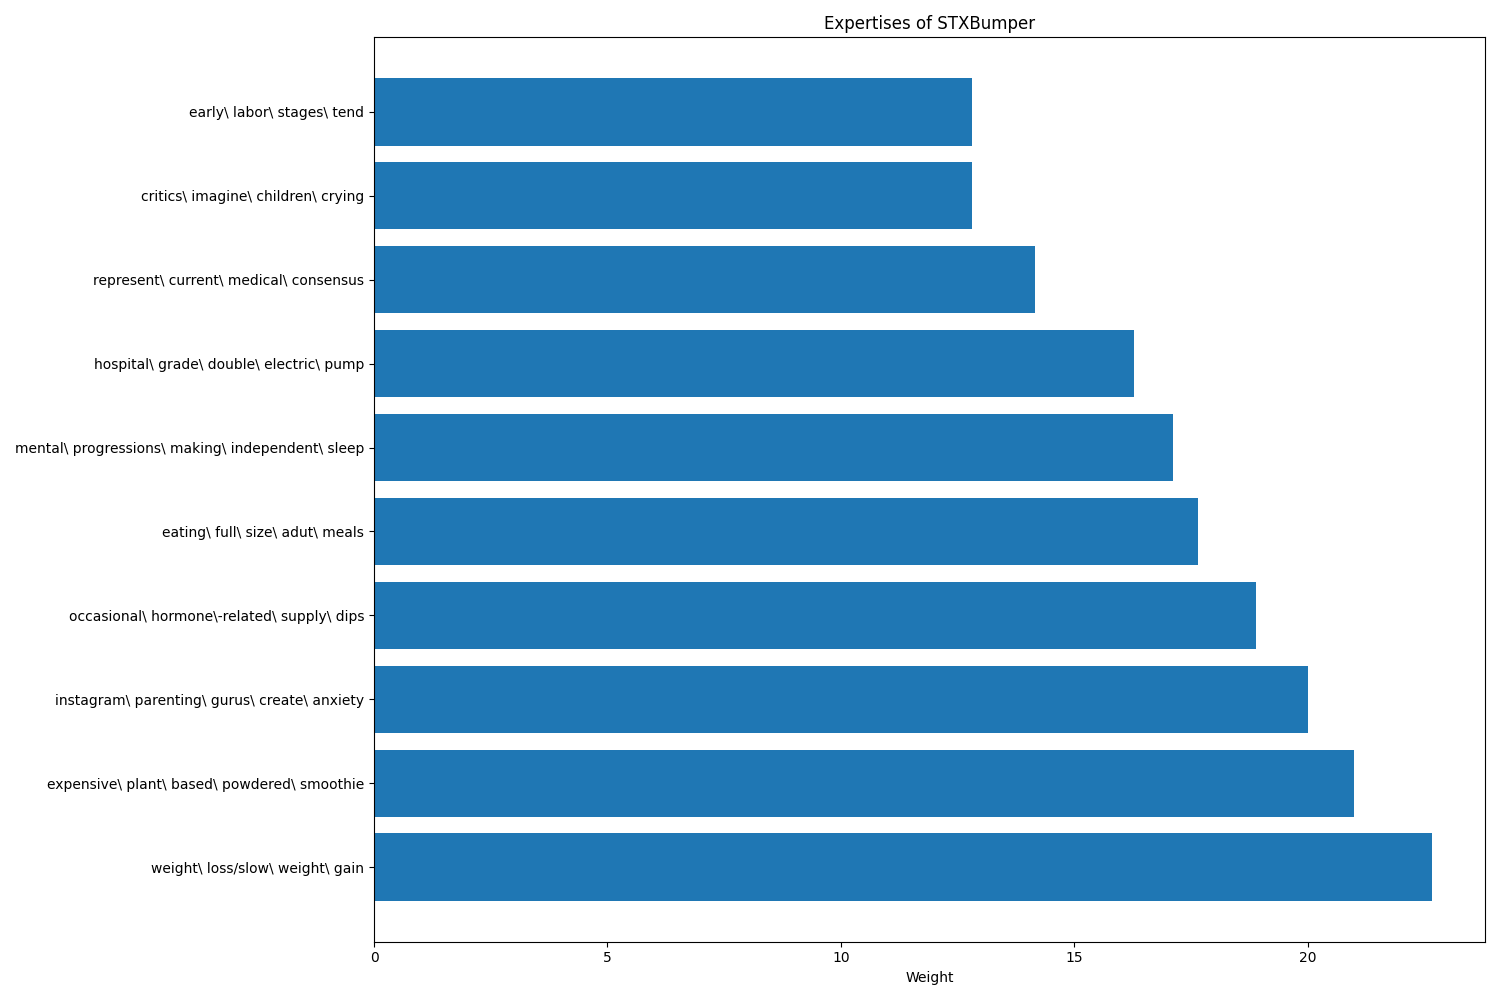 Expertises of STXBumper
early\ labor\ stages\ tend
critics\ imagine\ children\ crying
represent\ current\ medical\ consensus
hospital\ grade\ double\ electric\ pump
mental\ progressions\ making\ independent\ sleep
eating\ full\ size\ adut\ meals
occasional\ hormone\-related\ supply\ dips
instagram\ parenting\ gurus\ create\ anxiety
expensive\ plant\ based\ powdered\ smoothie
weight\ loss/slow\ weight\ gain
0 5 10 15 20
Weight